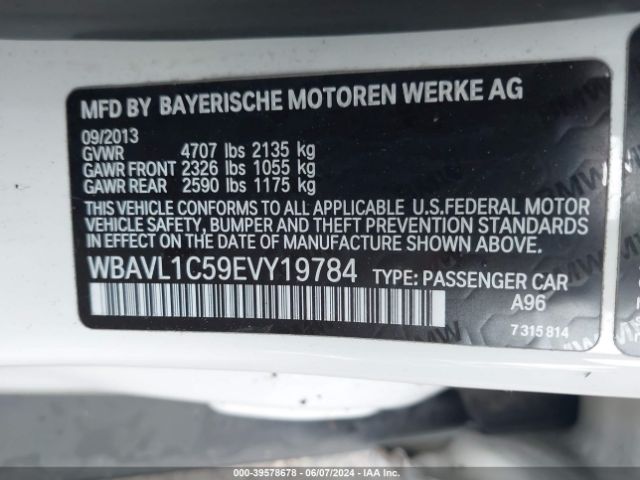 MFD BY BAYERISCHE MOTOREN WERKE AG
09/2013
GVWR 4707 lbs 2135 kg
GAWR FRONT 2326 lbs 1055 kg
GAWR REAR 2590 lbs 1175 kg
THIS VEHICLE CONFORMS TO ALL APPLICABLE U.S.FEDERAL MOTOR
VEHICLE SAFETY, BUMPER AND THEFT PREVENTION STANDARDS
IN EFFECT ON THE DATE OF MANUFACTURE SHOWN ABOVE.
WBAVL1C59EVY19784 TYPE: PASSENGER CAR
A96
7 315 814
000-39578678 | 06/07/2024 | IAA Inc.